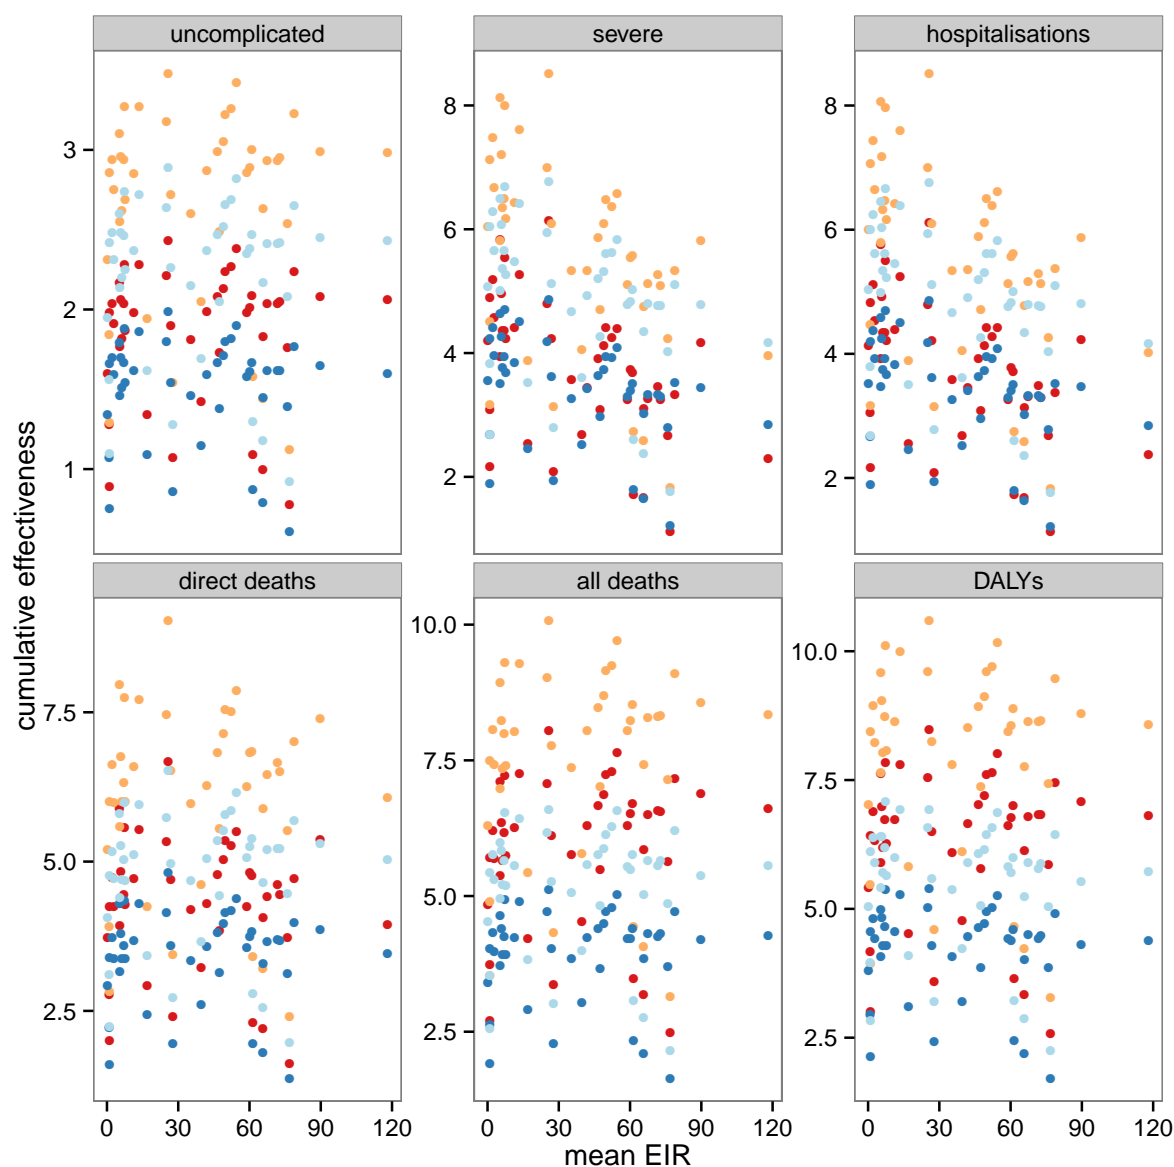 uncomplicated
severe
hospitalisations
3
2
1
8
6
4
2
8
6
4
2
cumulative effectiveness
direct deaths
all deaths
DALYs
7.5
5.0
2.5
10.0
7.5
5.0
2.5
10.0
7.5
5.0
2.5
0 30 60 90 120
0 30 60 90 120
0 30 60 90 120
mean EIR